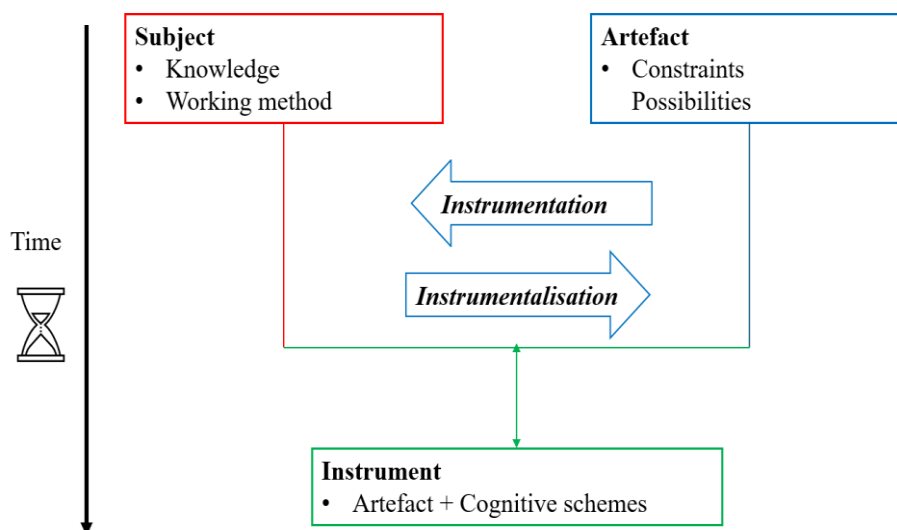 Subject
• Knowledge
• Working method
Artefact
• Constraints
Possibilities
Instrumentation
Time
Instrumentalisation
Instrument
• Artefact + Cognitive schemes